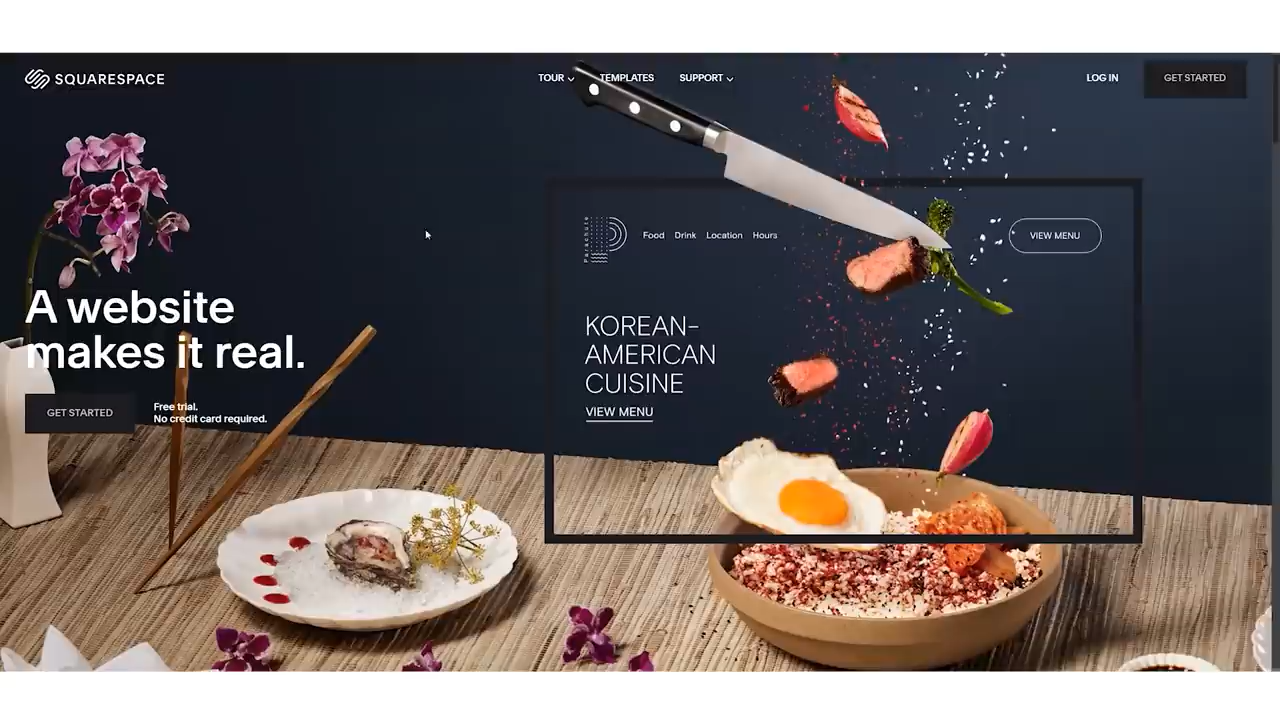 SQUARESPACE
TOUR
TEMPLATES
SUPPORT
LOG IN
GET STARTED
A website
makes it real.
GET STARTED
Free trial.
No credit card required.
Parachute
Food
Drink
Location
Hours
VIEW MENU
KOREAN-
AMERICAN
CUISINE
VIEW MENU